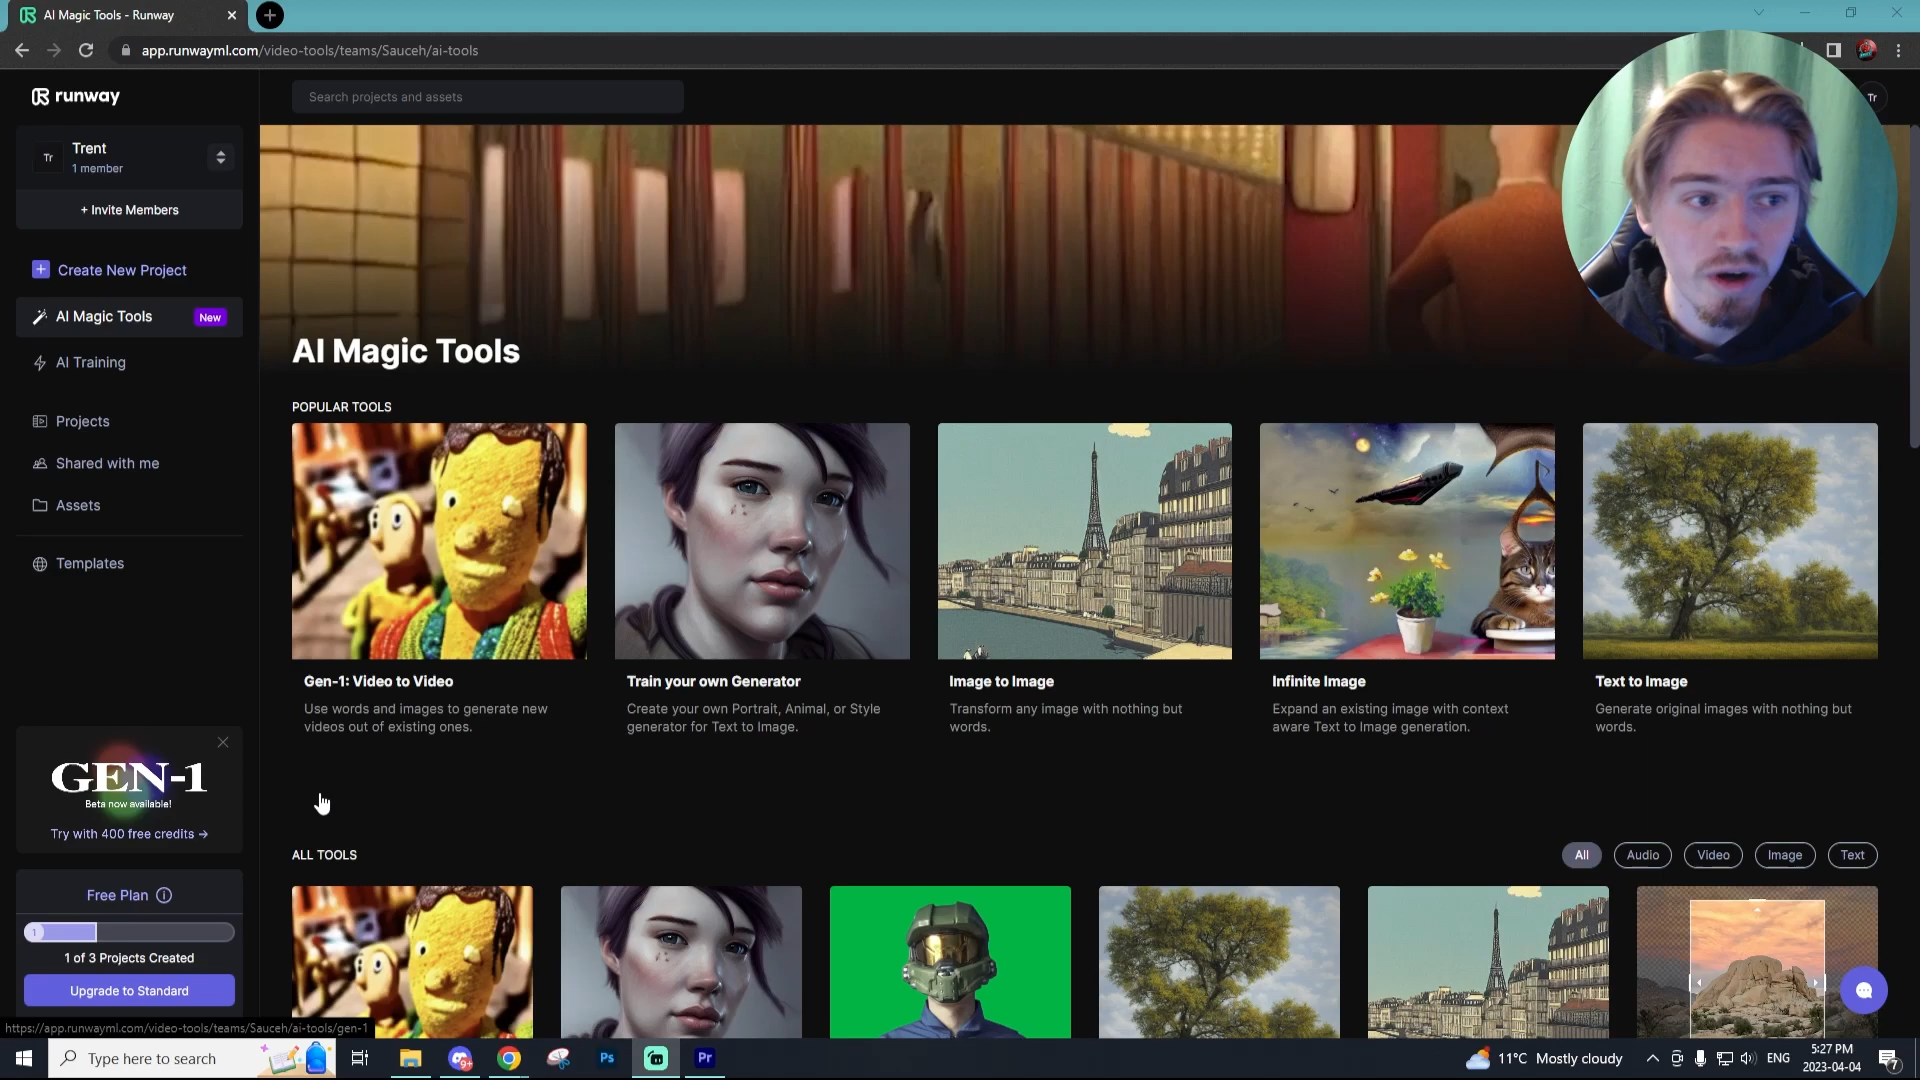 AI Magic Tools - Runway
app.runwayml.com/video-tools/teams/Sauceh/ai-tools
runway
Search projects and assets
Tr
Tr
Trent
1 member
+ Invite Members
Create New Project
AI Magic Tools
New
AI Training
Projects
Shared with me
Assets
Templates
GEN-1
Beta now available!
Try with 400 free credits →
Free Plan
1
1 of 3 Projects Created
Upgrade to Standard
AI Magic Tools
POPULAR TOOLS
Gen-1: Video to Video
Use words and images to generate new
videos out of existing ones.
Train your own Generator
Create your own Portrait, Animal, or Style
generator for Text to Image.
Image to Image
Transform any image with nothing but
words.
Infinite Image
Expand an existing image with context
aware Text to Image generation.
Text to Image
Generate original images with nothing but
words.
ALL TOOLS
All
Audio
Video
Image
Text
https://app.runwayml.com/video-tools/teams/Sauceh/ai-tools/gen-1
Type here to search
9+
Ps
Pr
11°C Mostly cloudy
ENG
5:27 PM
2023-04-04
7